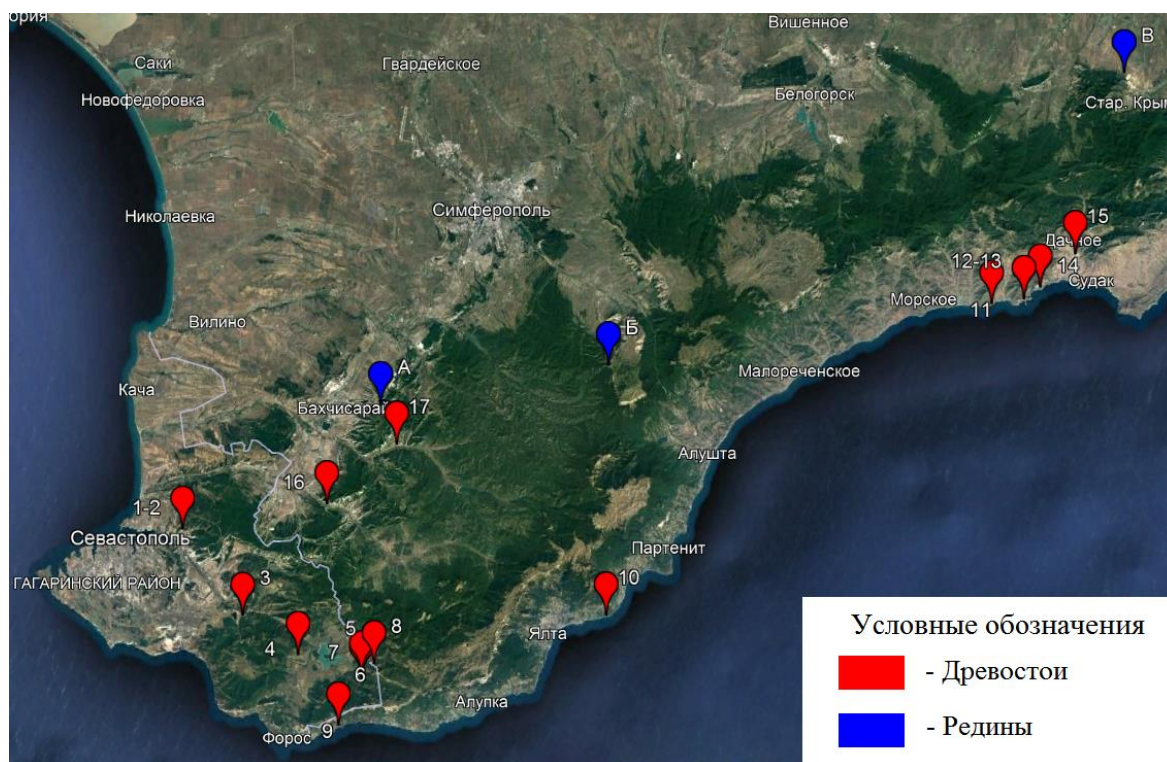 ория
Вишенное
В
Саки
Гвардейское
Новофедоровка
Белогорск
Стар. Крым
Николаевка
Симферополь
15
Дачное
12-13
14
Судак
Морское
11
Вилино
Б
Малореченское
А
Кача
Бахчисарай
17
Алушта
16
1-2
Севастополь
Партенит
ГАГАРИНСКИЙ РАЙОН
3
10
4
5
8
7
6
Ялта
Алупка
9
Форос
Условные обозначения
- Древостои
- Редины